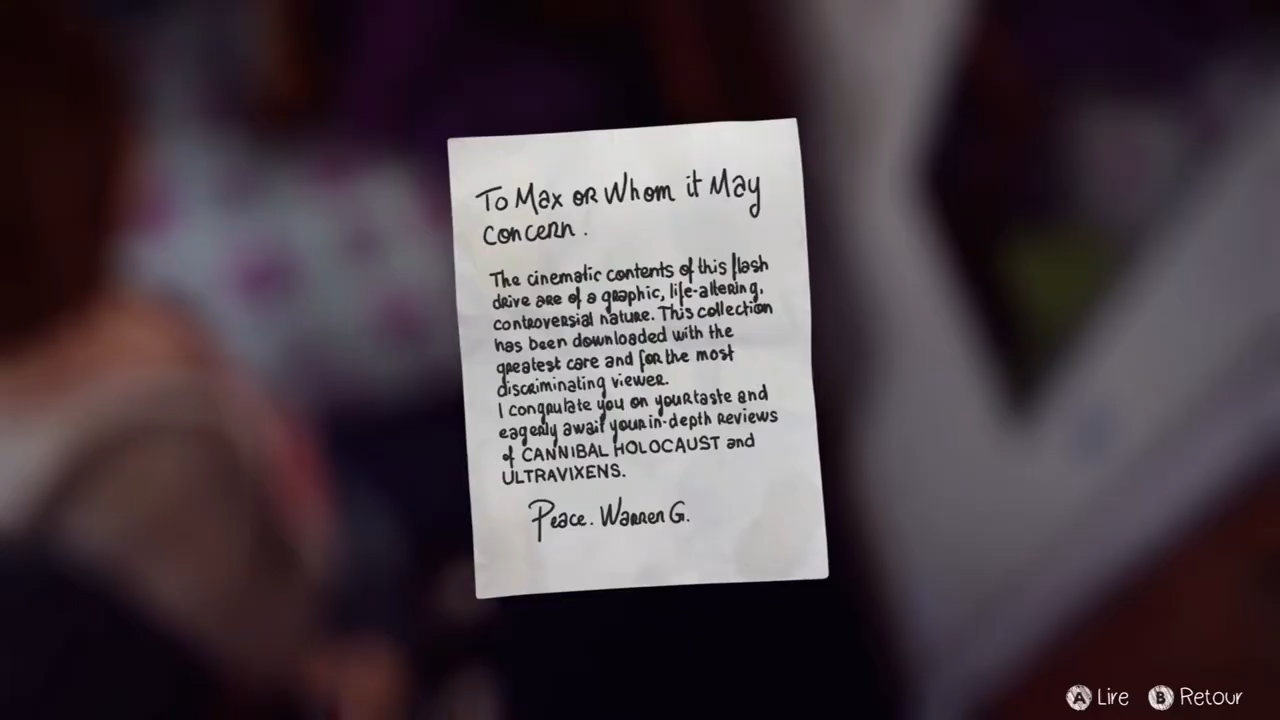 To Max or Whom it May
Concern.
The cinematic contents of this flash
drive are of a graphic, life-altering,
controversial nature. This collection
has been downloaded with the
greatest care and for the most
discriminating viewer.
I congrulate you on your taste and
eagerly await your in-depth reviews
of CANNIBAL HOLOCAUST and
ULTRAVIXENS.
Peace. Warren G.
A Lire B Retour